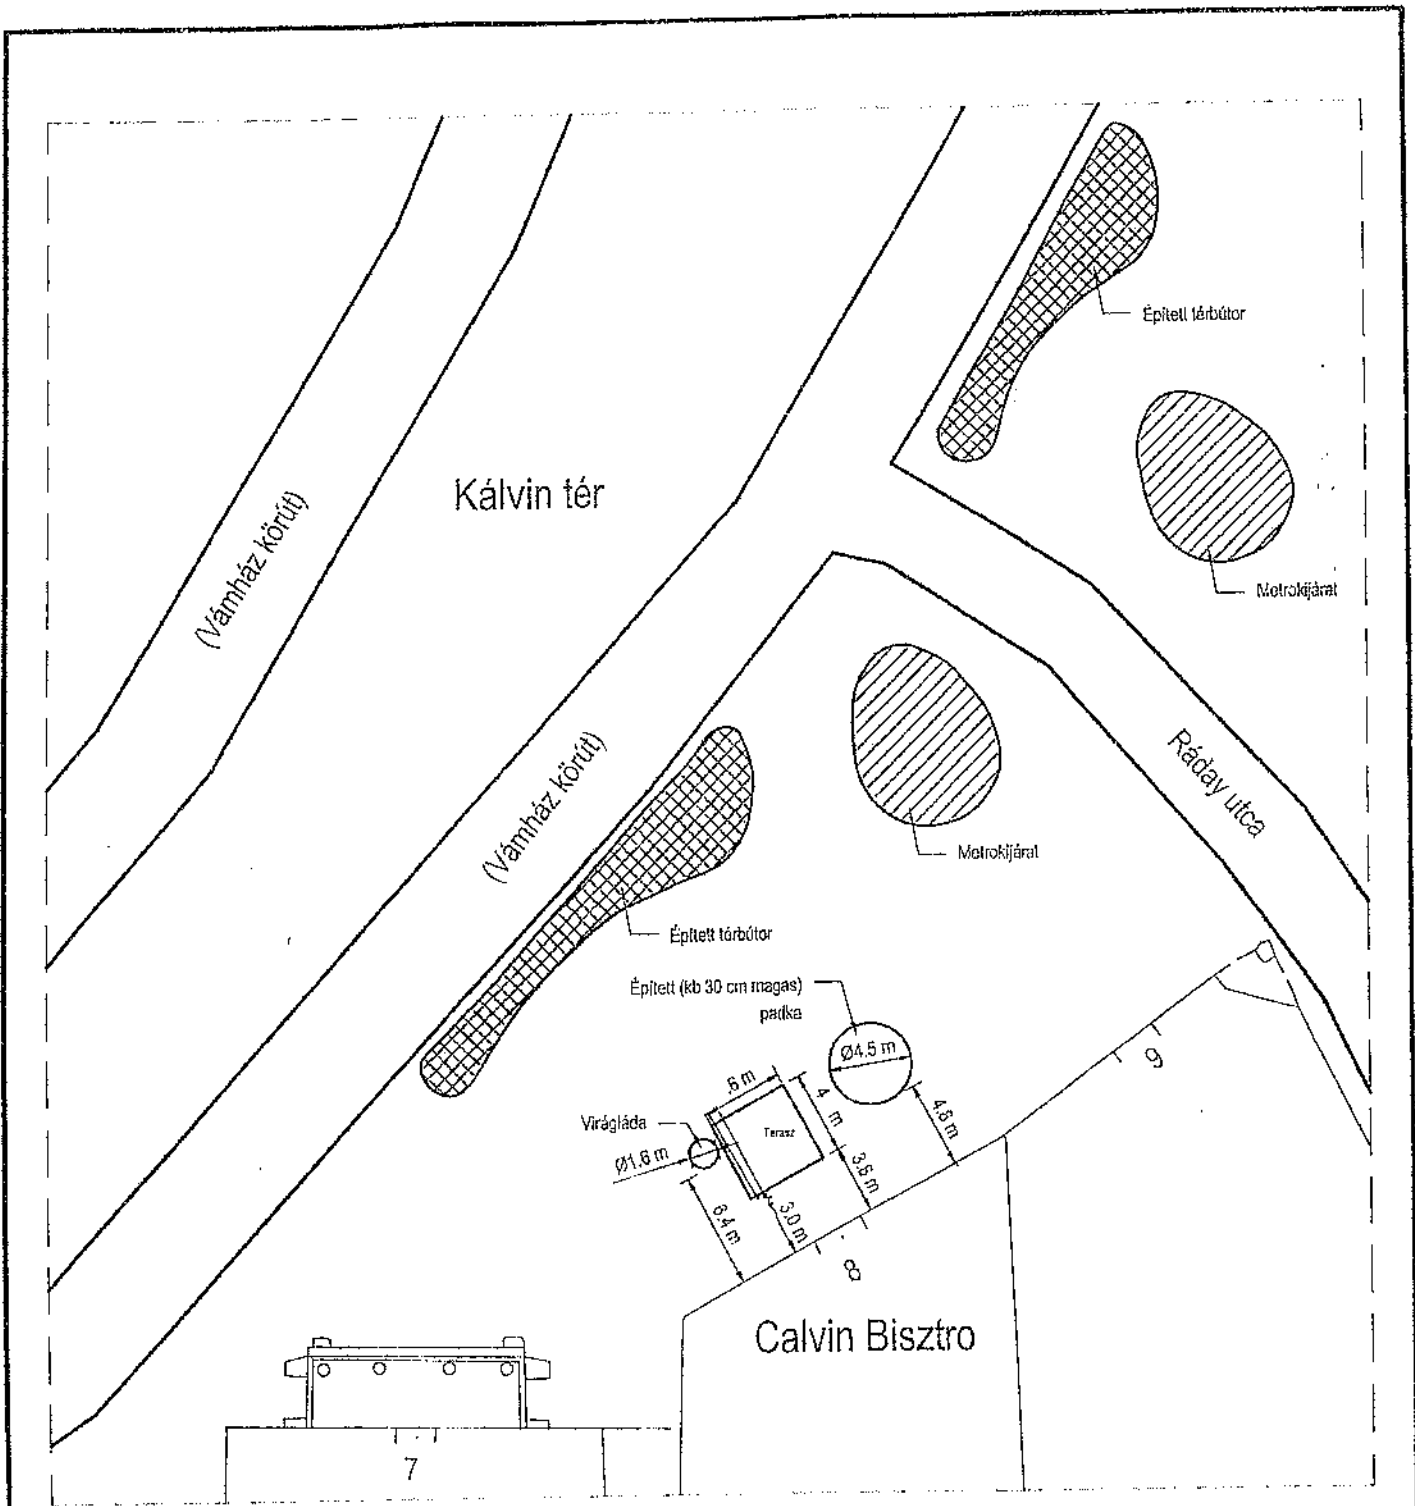 Épített térbútor
Kálvin tér
(Vámház körút)
Metrokijárat
(Vámház körút)
Ráday utca
Metrokijárat
Épített térbútor
Épített (kb 30 cm magas)
padka
Ø4.5 m
9
.6 m
4 m
4.8 m
Virágláda
Terasz
Ø1.6 m
3.6 m
6.4 m
3.0 m
8
Calvin Bisztro
7